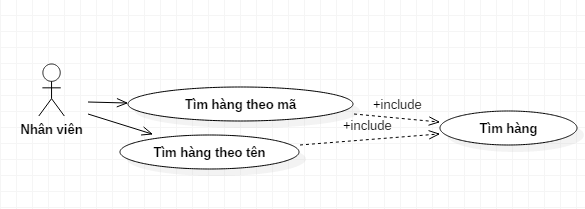 Tìm hàng theo mã
+include
Nhân viên
+include
Tìm hàng
Tìm hàng theo tên